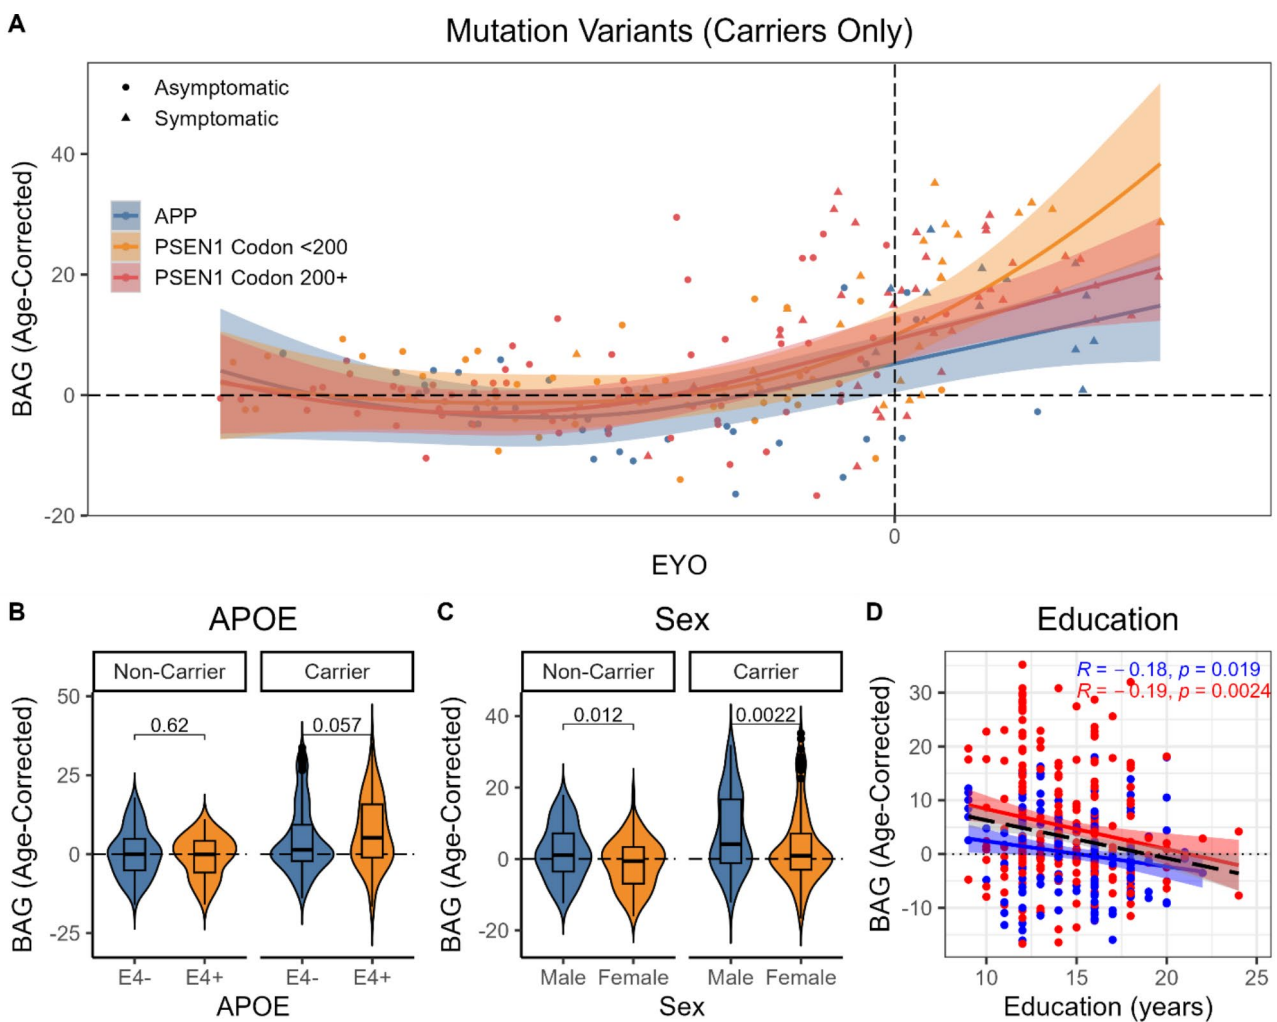 A
Mutation Variants (Carriers Only)
Asymptomatic
Symptomatic
APP
PSEN1 Codon <200
PSEN1 Codon 200+
BAG (Age-Corrected)
40
20
0
-20
0
EYO
B
APOE
Non-Carrier
Carrier
0.62
0.057
BAG (Age-Corrected)
50
25
0
-25
E4-
E4+
E4-
E4+
APOE
C
Sex
Non-Carrier
Carrier
0.012
0.0022
BAG (Age-Corrected)
40
20
0
-20
Male
Female
Male
Female
Sex
D
Education
R = −0.18, p = 0.019
R = −0.19, p = 0.0024
BAG (Age-Corrected)
30
20
10
0
-10
10
15
20
25
Education (years)